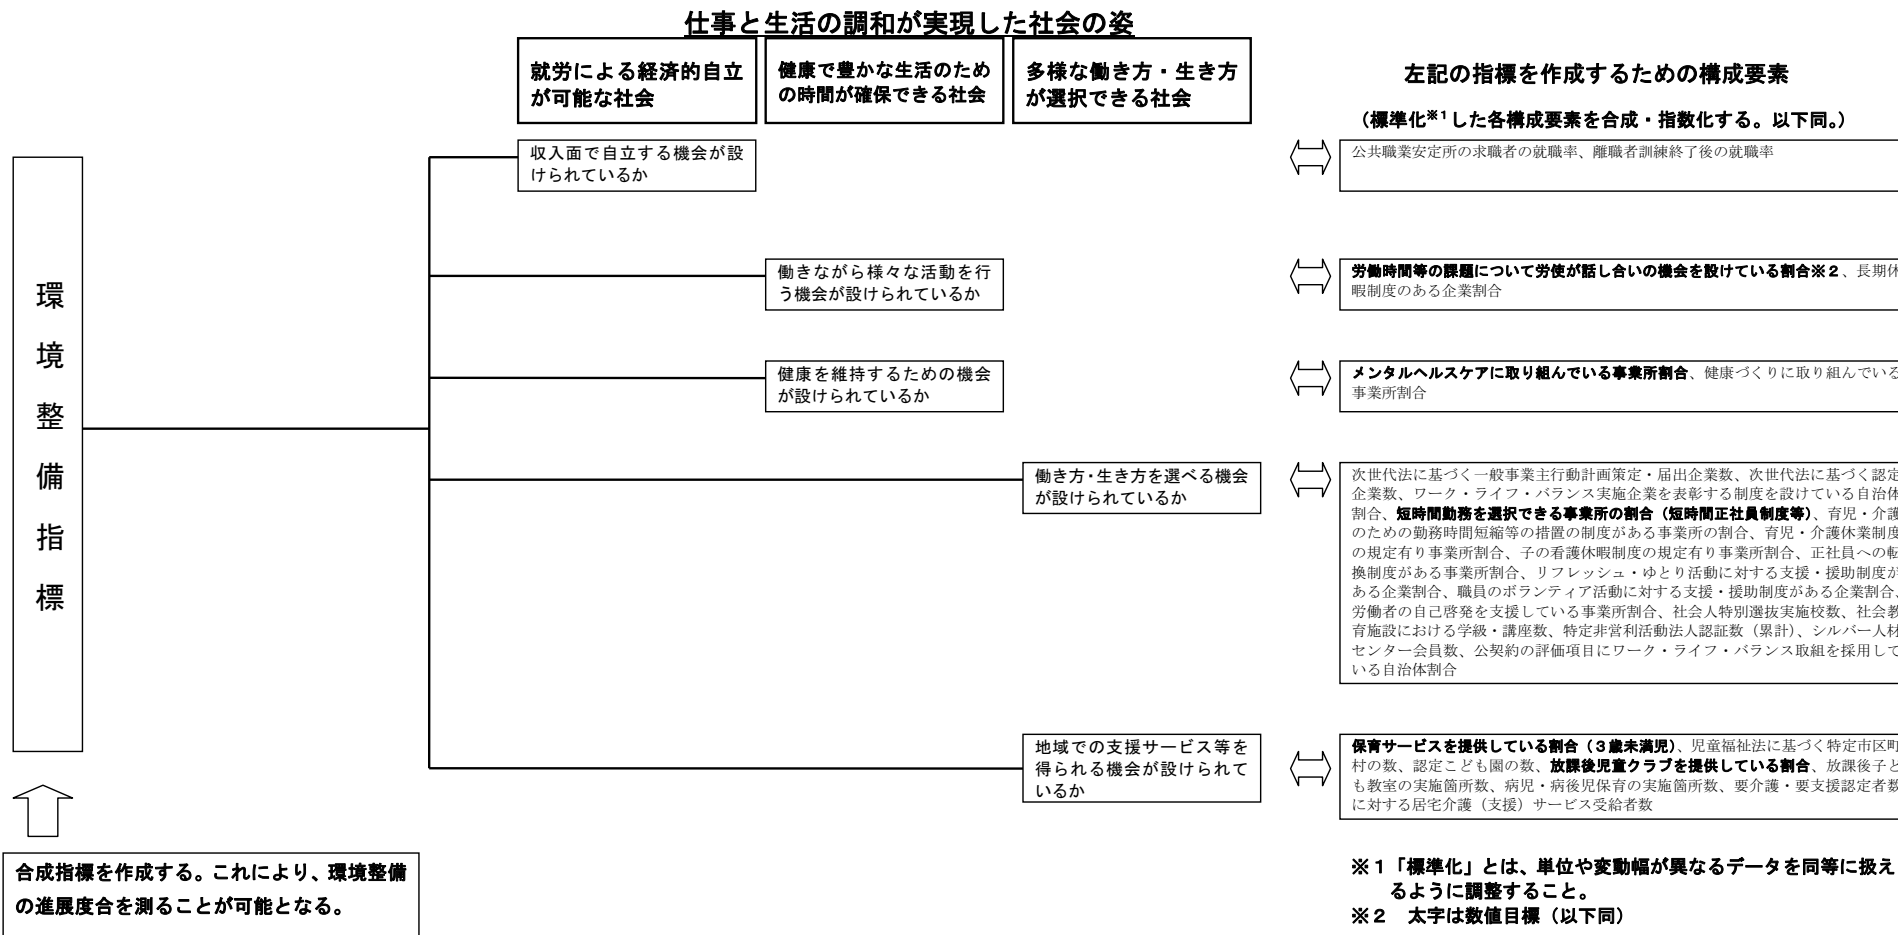 仕事と生活の調和が実現した社会の姿
就労による経済的自立
が可能な社会
健康で豊かな生活のため
の時間が確保できる社会
多様な働き方・生き方
が選択できる社会
左記の指標を作成するための構成要素
（標準化※１した各構成要素を合成・指数化する。以下同。）
環
境
整
備
指
標
収入面で自立する機会が設
けられているか
公共職業安定所の求職者の就職率、離職者訓練終了後の就職率
働きながら様々な活動を行
う機会が設けられているか
労働時間等の課題について労使が話し合いの機会を設けている割合※２、長期休
暇制度のある企業割合
健康を維持するための機会
が設けられているか
メンタルヘルスケアに取り組んでいる事業所割合、健康づくりに取り組んでいる
事業所割合
働き方・生き方を選べる機会
が設けられているか
次世代法に基づく一般事業主行動計画策定・届出企業数、次世代法に基づく認定
企業数、ワーク・ライフ・バランス実施企業を表彰する制度を設けている自治体
割合、短時間勤務を選択できる事業所の割合（短時間正社員制度等）、育児・介護
のための勤務時間短縮等の措置の制度がある事業所の割合、育児・介護休業制度
の規定有り事業所割合、子の看護休暇制度の規定有り事業所割合、正社員への転
換制度がある事業所割合、リフレッシュ・ゆとり活動に対する支援・援助制度が
ある企業割合、職員のボランティア活動に対する支援・援助制度がある企業割合、
労働者の自己啓発を支援している事業所割合、社会人特別選抜実施校数、社会教
育施設における学級・講座数、特定非営利活動法人認証数（累計）、シルバー人材
センター会員数、公契約の評価項目にワーク・ライフ・バランス取組を採用して
いる自治体割合
地域での支援サービス等を
得られる機会が設けられて
いるか
保育サービスを提供している割合（３歳未満児）、児童福祉法に基づく特定市区町
村の数、認定こども園の数、放課後児童クラブを提供している割合、放課後子ど
も教室の実施箇所数、病児・病後児保育の実施箇所数、要介護・要支援認定者数
に対する居宅介護（支援）サービス受給者数
合成指標を作成する。これにより、環境整備
の進展度合を測ることが可能となる。
※１「標準化」とは、単位や変動幅が異なるデータを同等に扱え
るように調整すること。
※２　太字は数値目標（以下同）